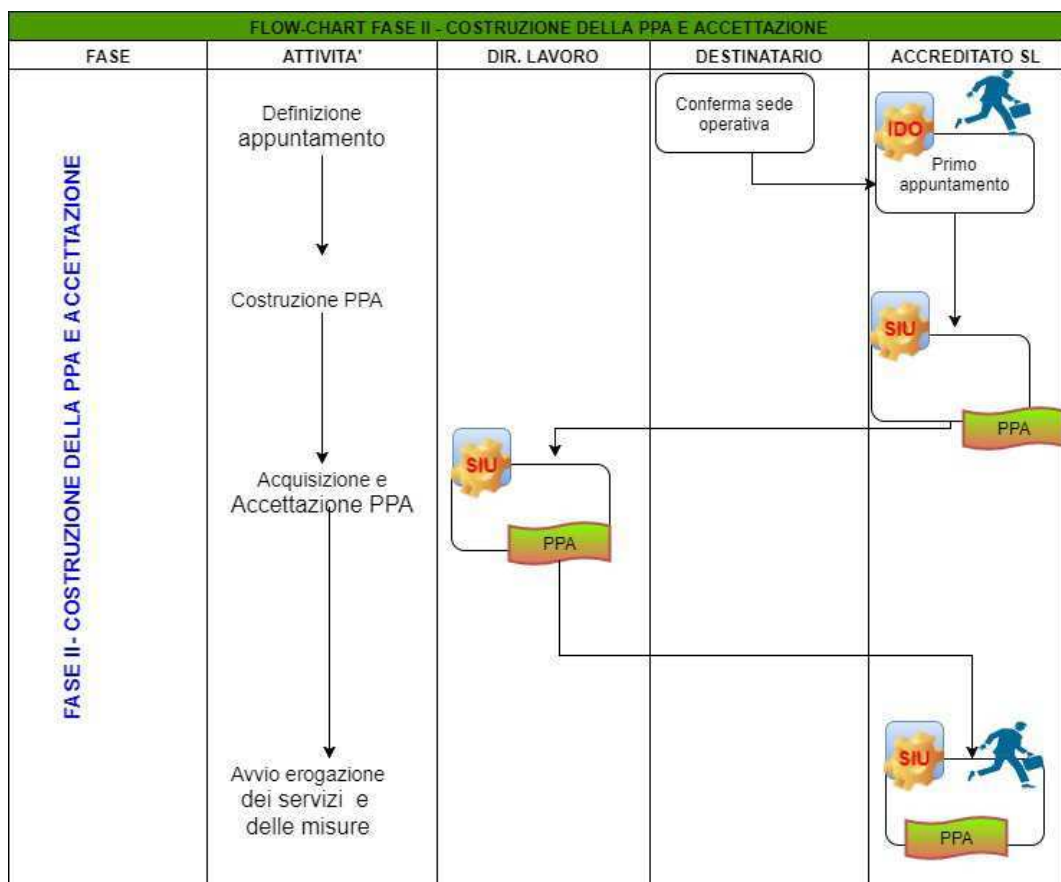 FLOW-CHART FASE II - COSTRUZIONE DELLA PPA E ACCETTAZIONE
FASE
ATTIVITA'
DIR. LAVORO
DESTINATARIO
ACCREDITATO SL
FASE II - COSTRUZIONE DELLA PPA E ACCETTAZIONE
Definizione
appuntamento
Conferma sede
operativa
IDO
Primo
appuntamento
Costruzione PPA
SIU
PPA
Acquisizione e
Accettazione PPA
SIU
PPA
Avvio erogazione
dei servizi e
delle misure
SIU
PPA